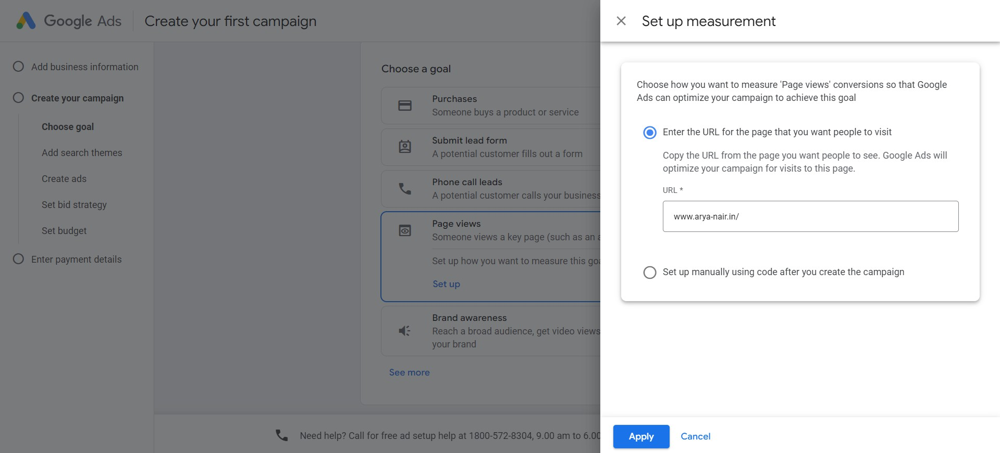 Google Ads
Create your first campaign
Add business information
Create your campaign
Choose goal
Add search themes
Create ads
Set bid strategy
Set budget
Enter payment details
Choose a goal
Purchases
Someone buys a product or service
Submit lead form
A potential customer fills out a form
Phone call leads
A potential customer calls your business
Page views
Someone views a key page (such as an a
Set up how you want to measure this goa
Set up
Brand awareness
Reach a broad audience, get video views
your brand
See more
Need help? Call for free ad setup help at 1800-572-8304, 9.00 am to 6.00
Set up measurement
Choose how you want to measure 'Page views' conversions so that Google
Ads can optimize your campaign to achieve this goal
Enter the URL for the page that you want people to visit
Copy the URL from the page you want people to see. Google Ads will
optimize your campaign for visits to this page.
URL *
www.arya-nair.in/
Set up manually using code after you create the campaign
Apply
Cancel